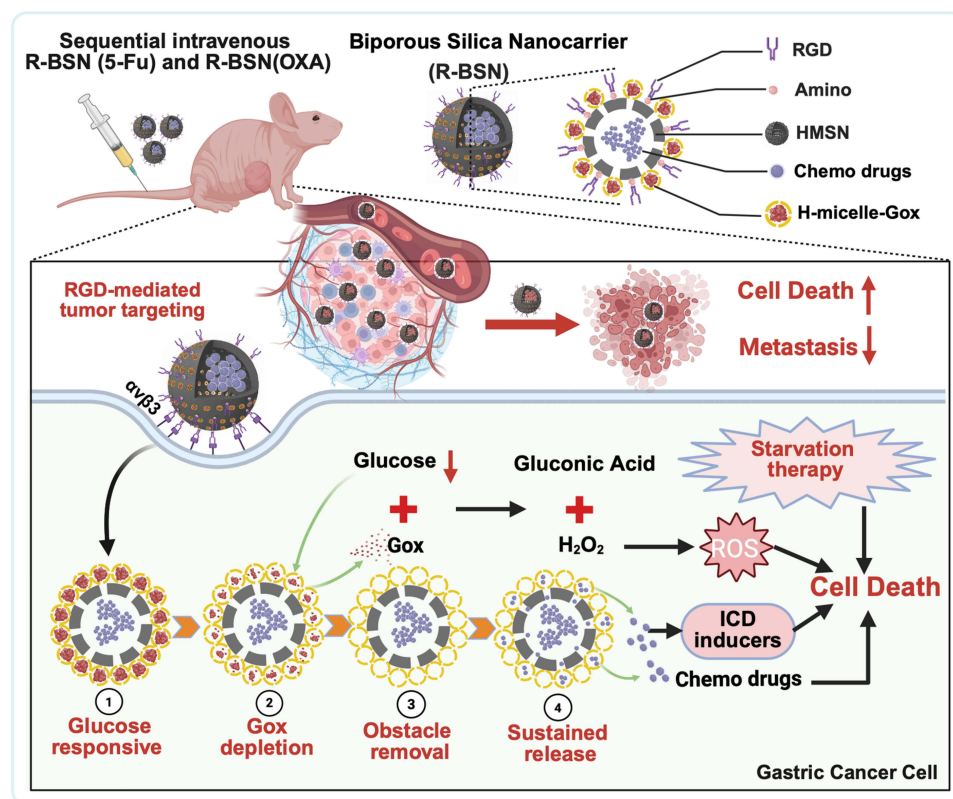 Sequential intravenous
R-BSN (5-Fu) and R-BSN(OXA)
Biporous Silica Nanocarrier
(R-BSN)
RGD
Amino
HMSN
Chemo drugs
H-micelle-Gox
RGD-mediated
tumor targeting
Cell Death
Metastasis
αvβ3
Glucose
Gluconic Acid
Starvation
therapy
+
+
Gox
H₂O₂
ROS
Cell Death
ICD
inducers
Chemo drugs
1
2
3
4
Glucose
responsive
Gox
depletion
Obstacle
removal
Sustained
release
Gastric Cancer Cell